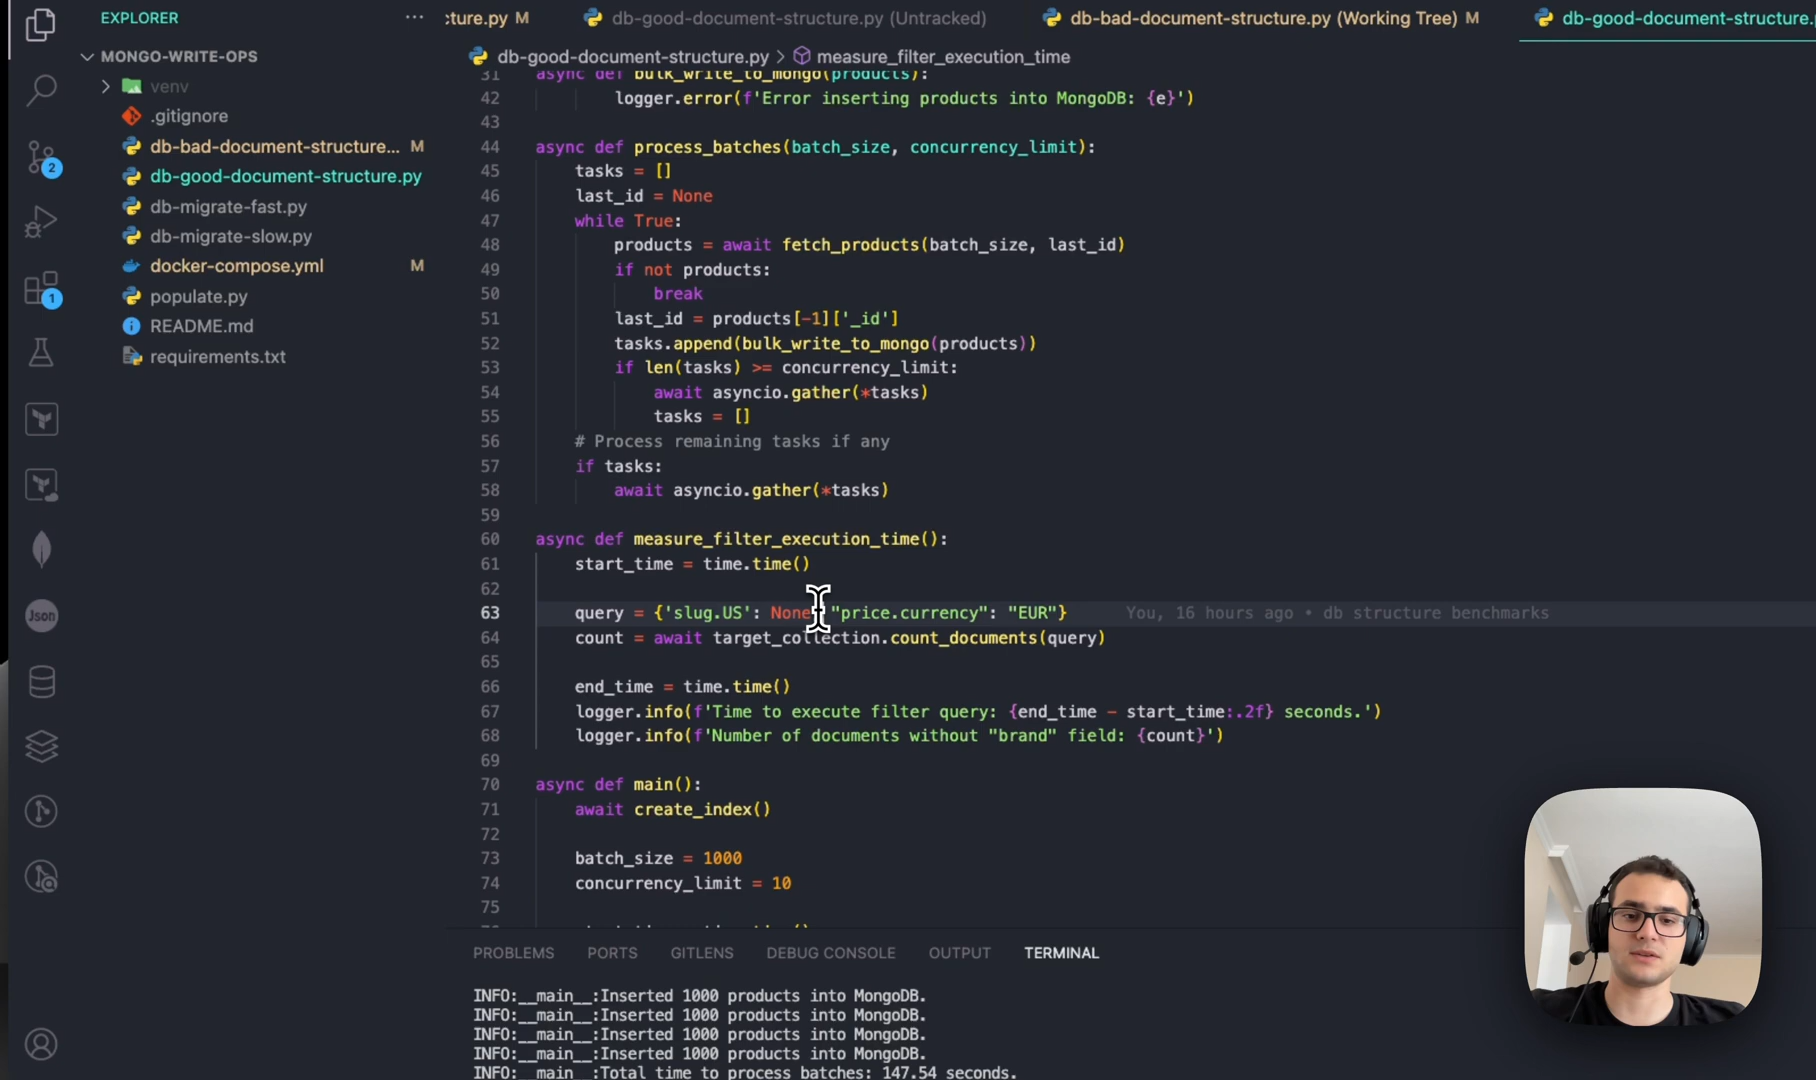 EXPLORER
···
cture.py M
db-good-document-structure.py (Untracked)
db-bad-document-structure.py (Working Tree) M
db-good-document-structure.
MONGO-WRITE-OPS
venv
.gitignore
db-bad-document-structure... M
db-good-document-structure.py
db-migrate-fast.py
db-migrate-slow.py
docker-compose.yml M
populate.py
README.md
requirements.txt
2
1
Json
db-good-document-structure.py > measure_filter_execution_time
31 async def bulk_write_to_mongo(products):
42 logger.error(f'Error inserting products into MongoDB: {e}')
43
44 async def process_batches(batch_size, concurrency_limit):
45 tasks = []
46 last_id = None
47 while True:
48 products = await fetch_products(batch_size, last_id)
49 if not products:
50 break
51 last_id = products[-1]['_id']
52 tasks.append(bulk_write_to_mongo(products))
53 if len(tasks) >= concurrency_limit:
54 await asyncio.gather(*tasks)
55 tasks = []
56 # Process remaining tasks if any
57 if tasks:
58 await asyncio.gather(*tasks)
59
60 async def measure_filter_execution_time():
61 start_time = time.time()
62
63 query = {'slug.US': None "price.currency": "EUR"} You, 16 hours ago • db structure benchmarks
64 count = await target_collection.count_documents(query)
65
66 end_time = time.time()
67 logger.info(f'Time to execute filter query: {end_time - start_time:.2f} seconds.')
68 logger.info(f'Number of documents without "brand" field: {count}')
69
70 async def main():
71 await create_index()
72
73 batch_size = 1000
74 concurrency_limit = 10
75
PROBLEMS PORTS GITLENS DEBUG CONSOLE OUTPUT TERMINAL
INFO:__main__:Inserted 1000 products into MongoDB.
INFO:__main__:Inserted 1000 products into MongoDB.
INFO:__main__:Inserted 1000 products into MongoDB.
INFO:__main__:Inserted 1000 products into MongoDB.
INFO:__main__:Total time to process batches: 147.54 seconds.